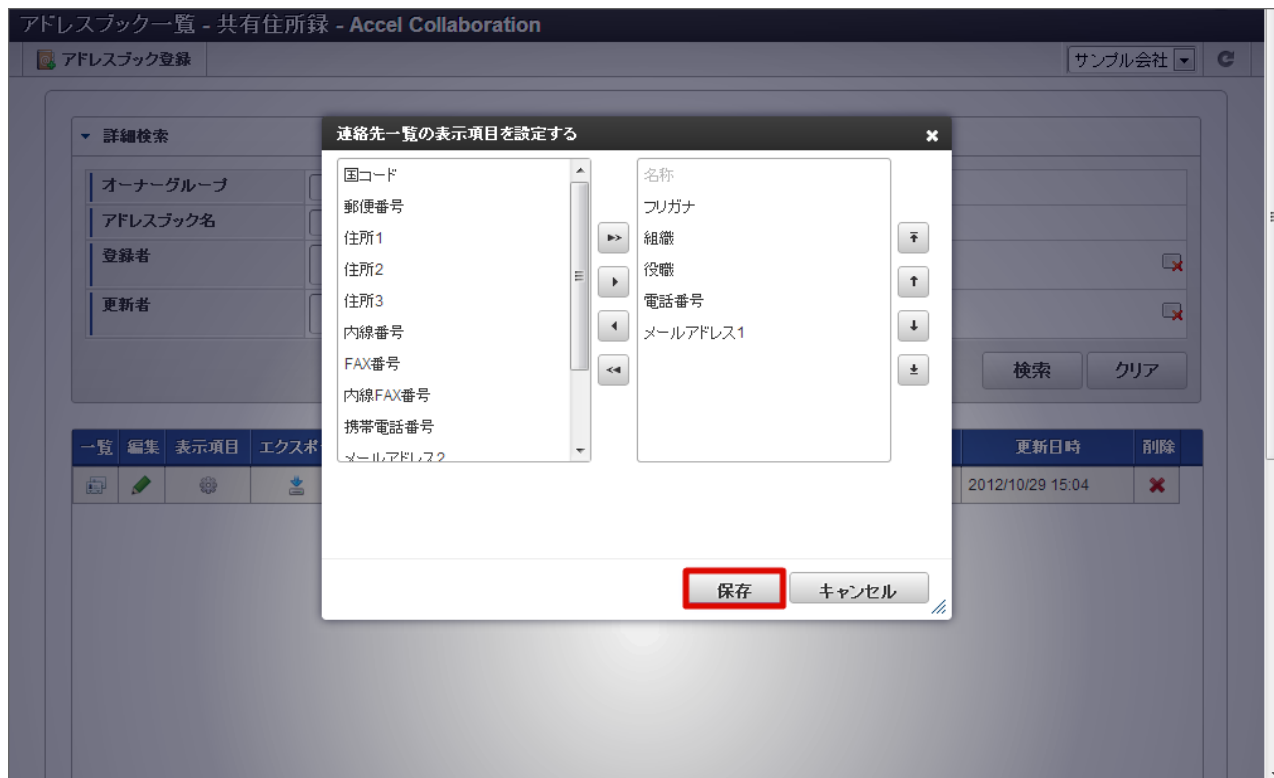 アドレスブック一覧 - 共有住所録 - Accel Collaboration
アドレスブック登録
サンプル会社
詳細検索
オーナーグループ
アドレスブック名
登録者
更新者
検索
クリア
連絡先一覧の表示項目を設定する
国コード
郵便番号
住所1
住所2
住所3
内線番号
FAX番号
内線FAX番号
携帯電話番号
メールアドレス2
名称
フリガナ
組織
役職
電話番号
メールアドレス1
保存
キャンセル
一覧 編集 表示項目 エクスポ 更新日時 削除
2012/10/29 15:04